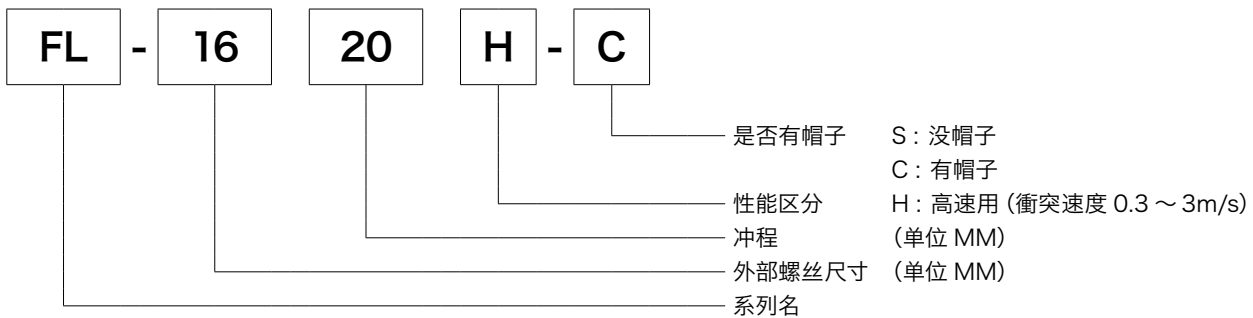 FL - 16 20 H - C
是否有帽子 S : 没帽子
C : 有帽子
性能区分 H : 高速用 (衝突速度 0.3 ～ 3m/s)
冲程 (单位 MM)
外部螺丝尺寸 (单位 MM)
系列名